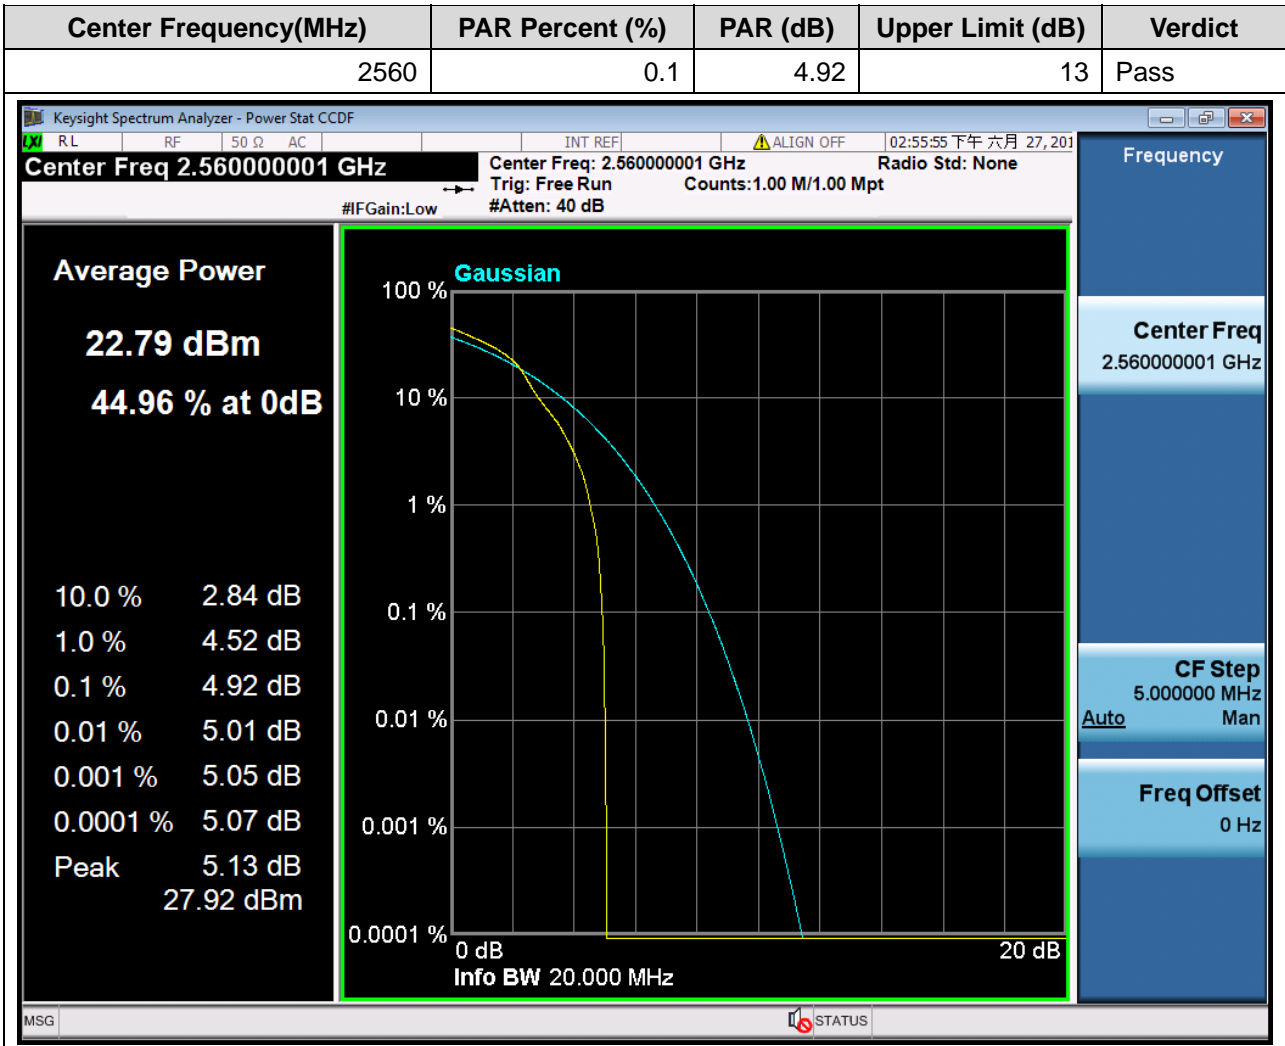 Center Frequency(MHz) PAR Percent (%) PAR (dB) Upper Limit (dB) Verdict
2560 0.1 4.92 13 Pass
Keysight Spectrum Analyzer - Power Stat CCDF
LXI RL RF 50 Ω AC INT REF ALIGN OFF 02:55:55 下午 六月 27, 201
Center Freq 2.560000001 GHz
Center Freq: 2.560000001 GHz Radio Std: None
Trig: Free Run Counts:1.00 M/1.00 Mpt
#IFGain:Low #Atten: 40 dB
Average Power
22.79 dBm
44.96 % at 0dB
10.0 % 2.84 dB
1.0 % 4.52 dB
0.1 % 4.92 dB
0.01 % 5.01 dB
0.001 % 5.05 dB
0.0001 % 5.07 dB
Peak 5.13 dB
27.92 dBm
Gaussian
100 %
10 %
1 %
0.1 %
0.01 %
0.001 %
0.0001 %
0 dB 20 dB
Info BW 20.000 MHz
Frequency
Center Freq
2.560000001 GHz
CF Step
5.000000 MHz
Auto Man
Freq Offset
0 Hz
MSG STATUS